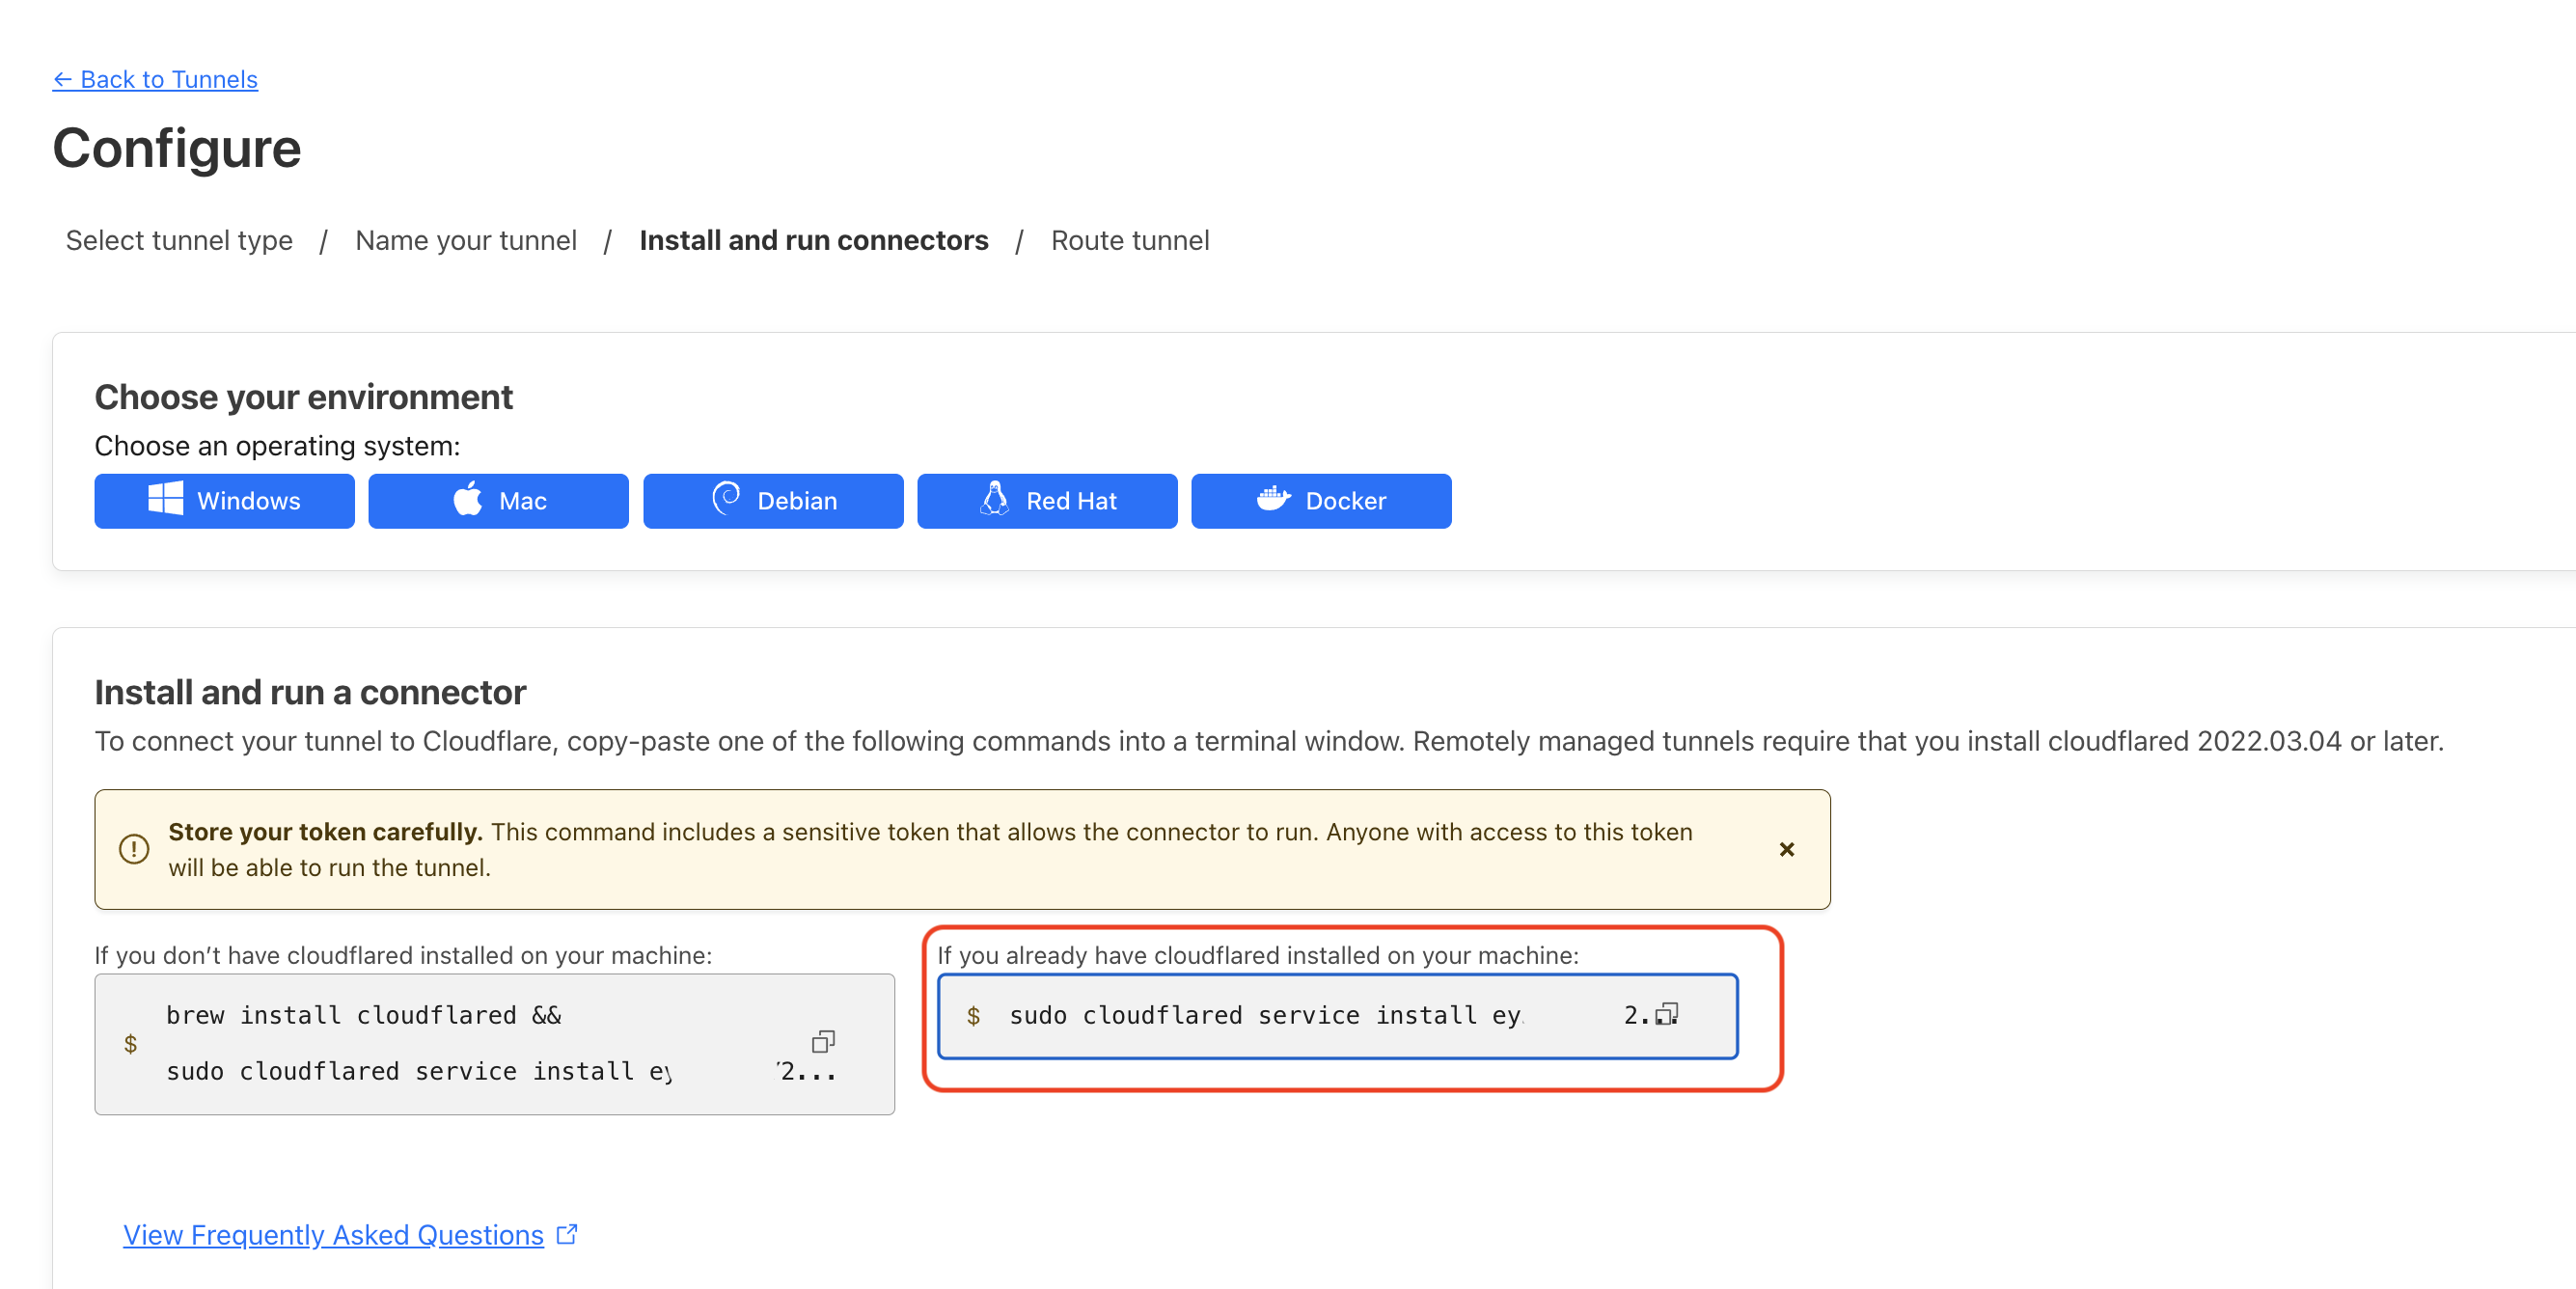 ← Back to Tunnels
Configure
Select tunnel type / Name your tunnel / Install and run connectors / Route tunnel
Choose your environment
Choose an operating system:
Windows Mac Debian Red Hat Docker
Install and run a connector
To connect your tunnel to Cloudflare, copy-paste one of the following commands into a terminal window. Remotely managed tunnels require that you install cloudflared 2022.03.04 or later.
Store your token carefully. This command includes a sensitive token that allows the connector to run. Anyone with access to this token
will be able to run the tunnel.
If you don’t have cloudflared installed on your machine:
$ brew install cloudflared &&
sudo cloudflared service install ey 2...
If you already have cloudflared installed on your machine:
$ sudo cloudflared service install ey 2.
View Frequently Asked Questions